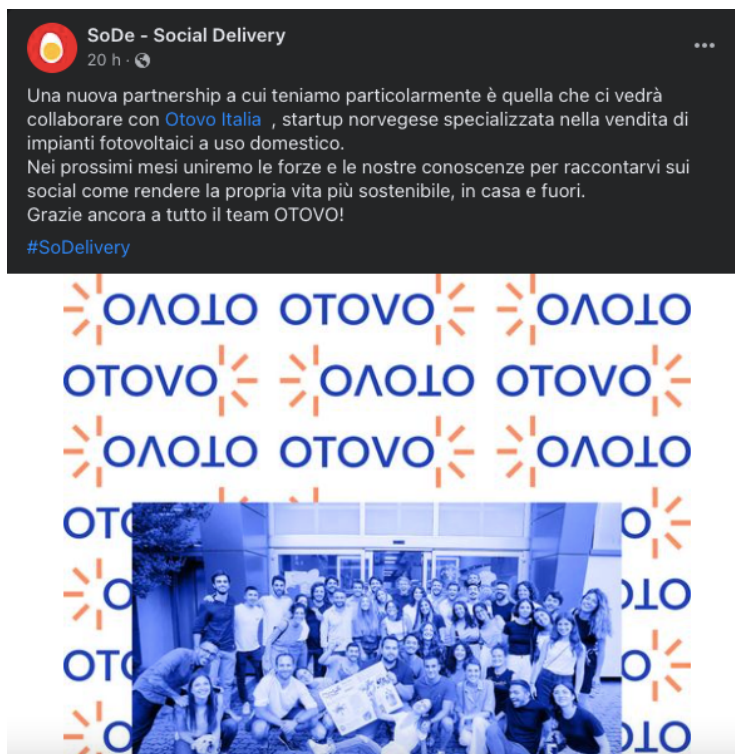 SoDe - Social Delivery
20 h ·
Una nuova partnership a cui teniamo particolarmente è quella che ci vedrà
collaborare con Otovo Italia , startup norvegese specializzata nella vendita di
impianti fotovoltaici a uso domestico.
Nei prossimi mesi uniremo le forze e le nostre conoscenze per raccontarvi sui
social come rendere la propria vita più sostenibile, in casa e fuori.
Grazie ancora a tutto il team OTOVO!
#SoDelivery
OTOVO OTOVO OTOVO
OTOVO OTOVO OTOVO
OTOVO OTOVO OTOVO
OTO O
O OTO
OTO O
O OTO